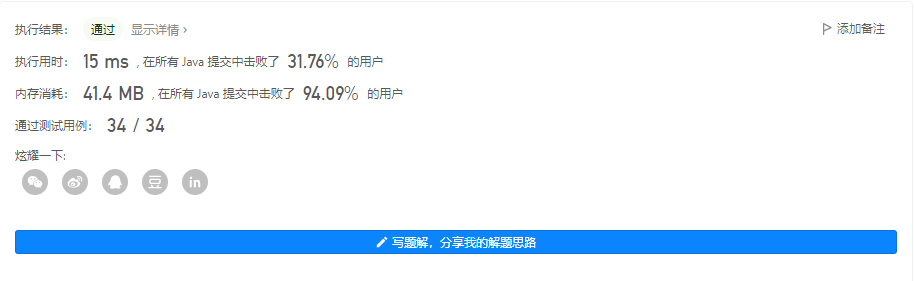 执行结果： 通过 显示详情 › 添加备注
执行用时： 15 ms , 在所有 Java 提交中击败了 31.76% 的用户
内存消耗： 41.4 MB , 在所有 Java 提交中击败了 94.09% 的用户
通过测试用例： 34 / 34
炫耀一下:
豆 in
写题解，分享我的解题思路